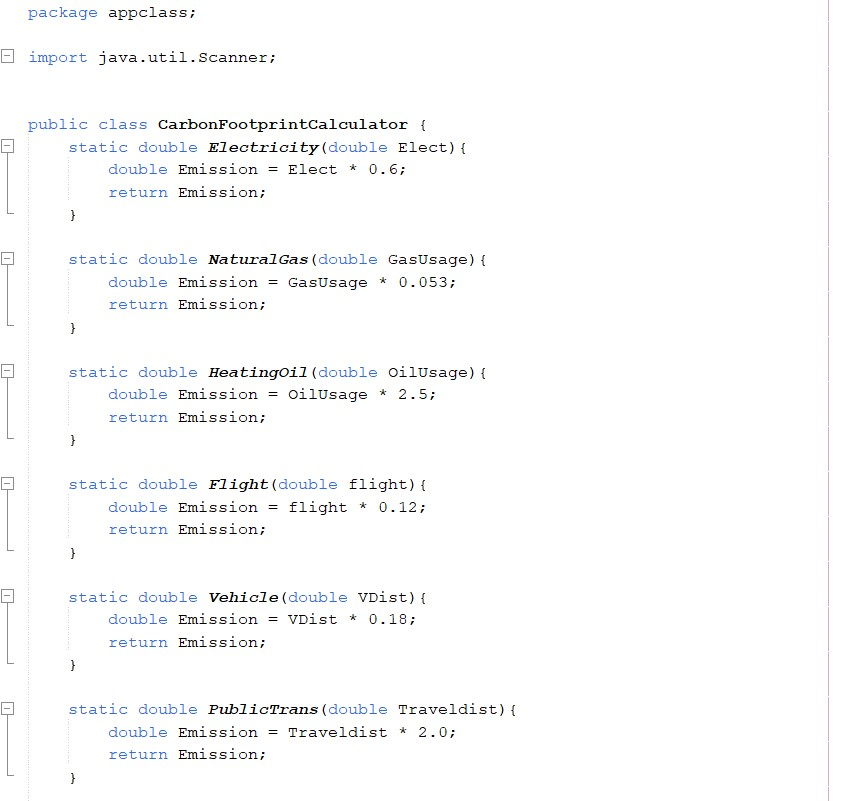 package appclass;
import java.util.Scanner;
public class CarbonFootprintCalculator {
static double Electricity(double Elect){
double Emission = Elect * 0.6;
return Emission;
}
static double NaturalGas(double GasUsage){
double Emission = GasUsage * 0.053;
return Emission;
}
static double HeatingOil(double OilUsage){
double Emission = OilUsage * 2.5;
return Emission;
}
static double Flight(double flight){
double Emission = flight * 0.12;
return Emission;
}
static double Vehicle(double VDist){
double Emission = VDist * 0.18;
return Emission;
}
static double PublicTrans(double Traveldist){
double Emission = Traveldist * 2.0;
return Emission;
}